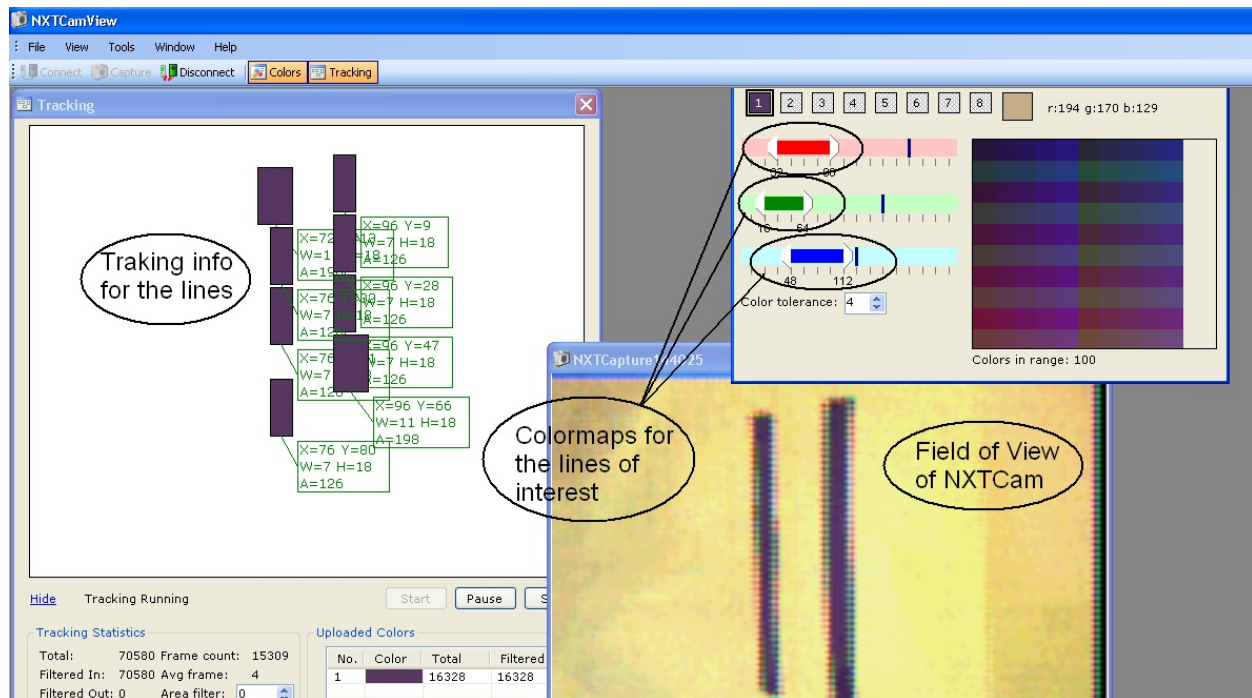 NXTCamView
File View Tools Window Help
Connect Capture Disconnect Colors Tracking
Tracking
X=96 Y=9
W=7 H=18
A=126
X=96 Y=28
W=7 H=18
A=126
X=96 Y=47
W=7 H=18
A=126
X=96 Y=66
W=11 H=18
A=198
X=76 Y=80
W=7 H=18
A=126
Traking info
for the lines
Hide Tracking Running Start Pause
Tracking Statistics
Total: 70580 Frame count: 15309
Filtered In: 70580 Avg frame: 4
Filtered Out: 0 Area filter: 0
Uploaded Colors
No. Color Total Filtered
1 16328 16328
1 2 3 4 5 6 7 8 r:194 g:170 b:129
16 64
48 112
Color tolerance: 4
Colors in range: 100
Colormaps for
the lines of
interest
Field of View
of NXTCam